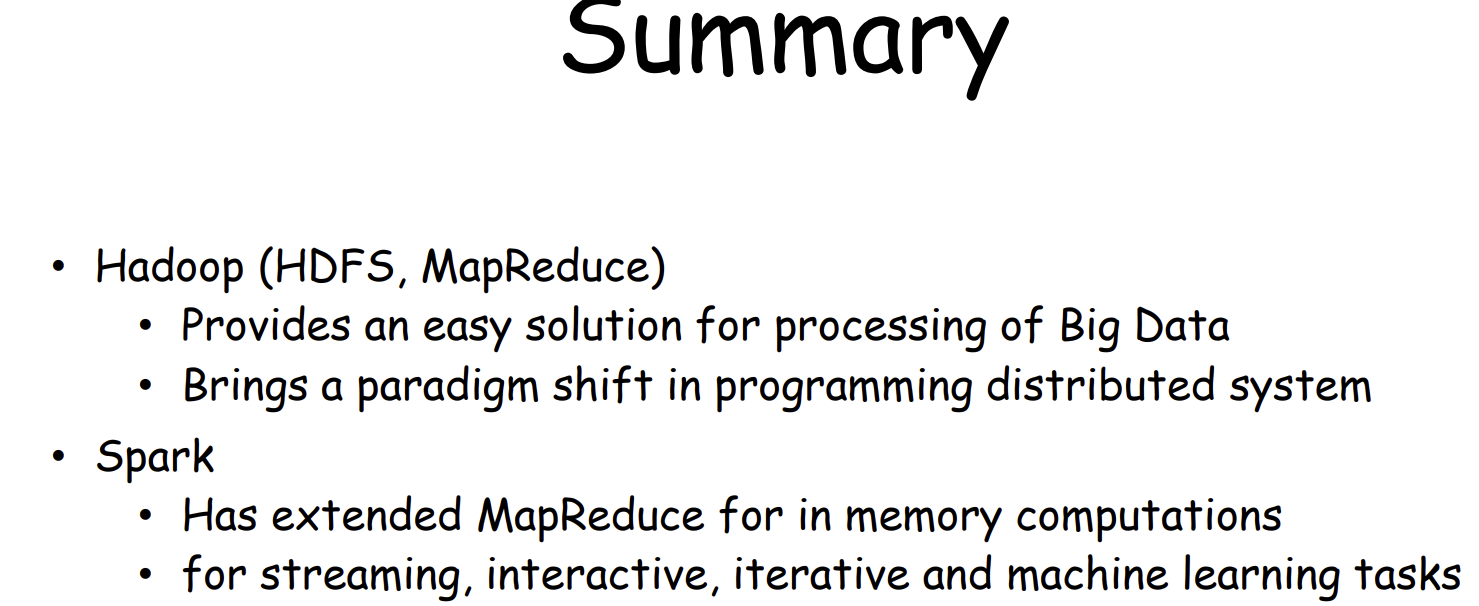 Summary
• Hadoop (HDFS, MapReduce)
• Provides an easy solution for processing of Big Data
• Brings a paradigm shift in programming distributed system
• Spark
• Has extended MapReduce for in memory computations
• for streaming, interactive, iterative and machine learning tasks